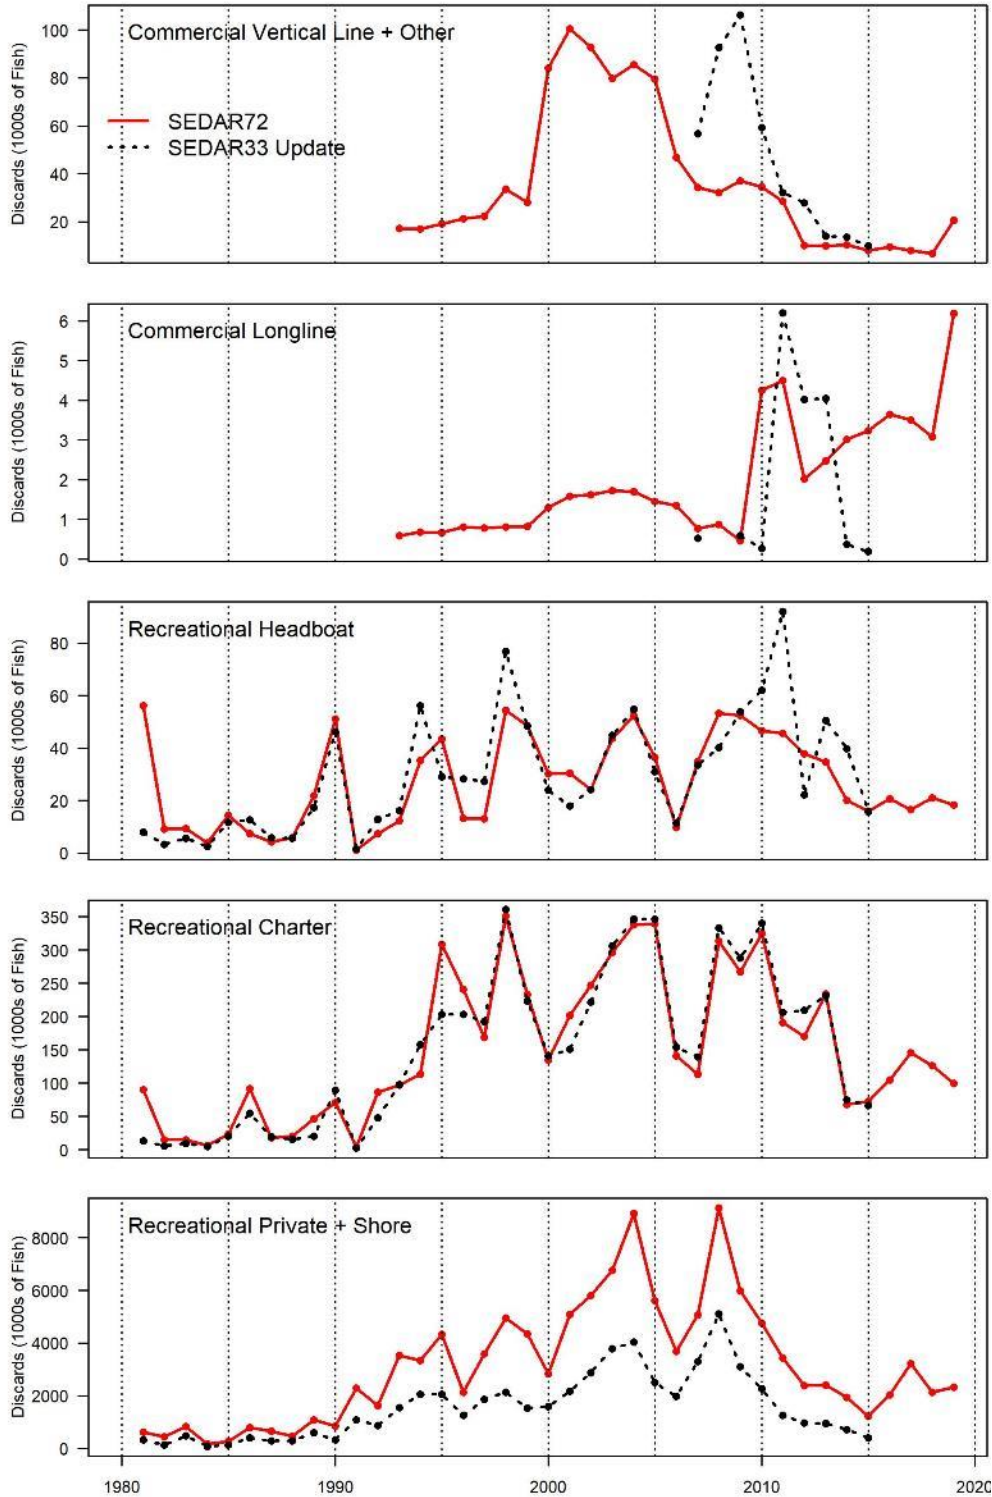 Commercial Vertical Line + Other
SEDAR72
SEDAR33 Update
Discards (1000s of Fish)
100
80
60
40
20
Commercial Longline
Discards (1000s of Fish)
6
5
4
3
2
1
0
Recreational Headboat
Discards (1000s of Fish)
80
60
40
20
0
Recreational Charter
Discards (1000s of Fish)
350
300
250
200
150
100
50
0
Recreational Private + Shore
Discards (1000s of Fish)
8000
6000
4000
2000
0
1980 1990 2000 2010 2020